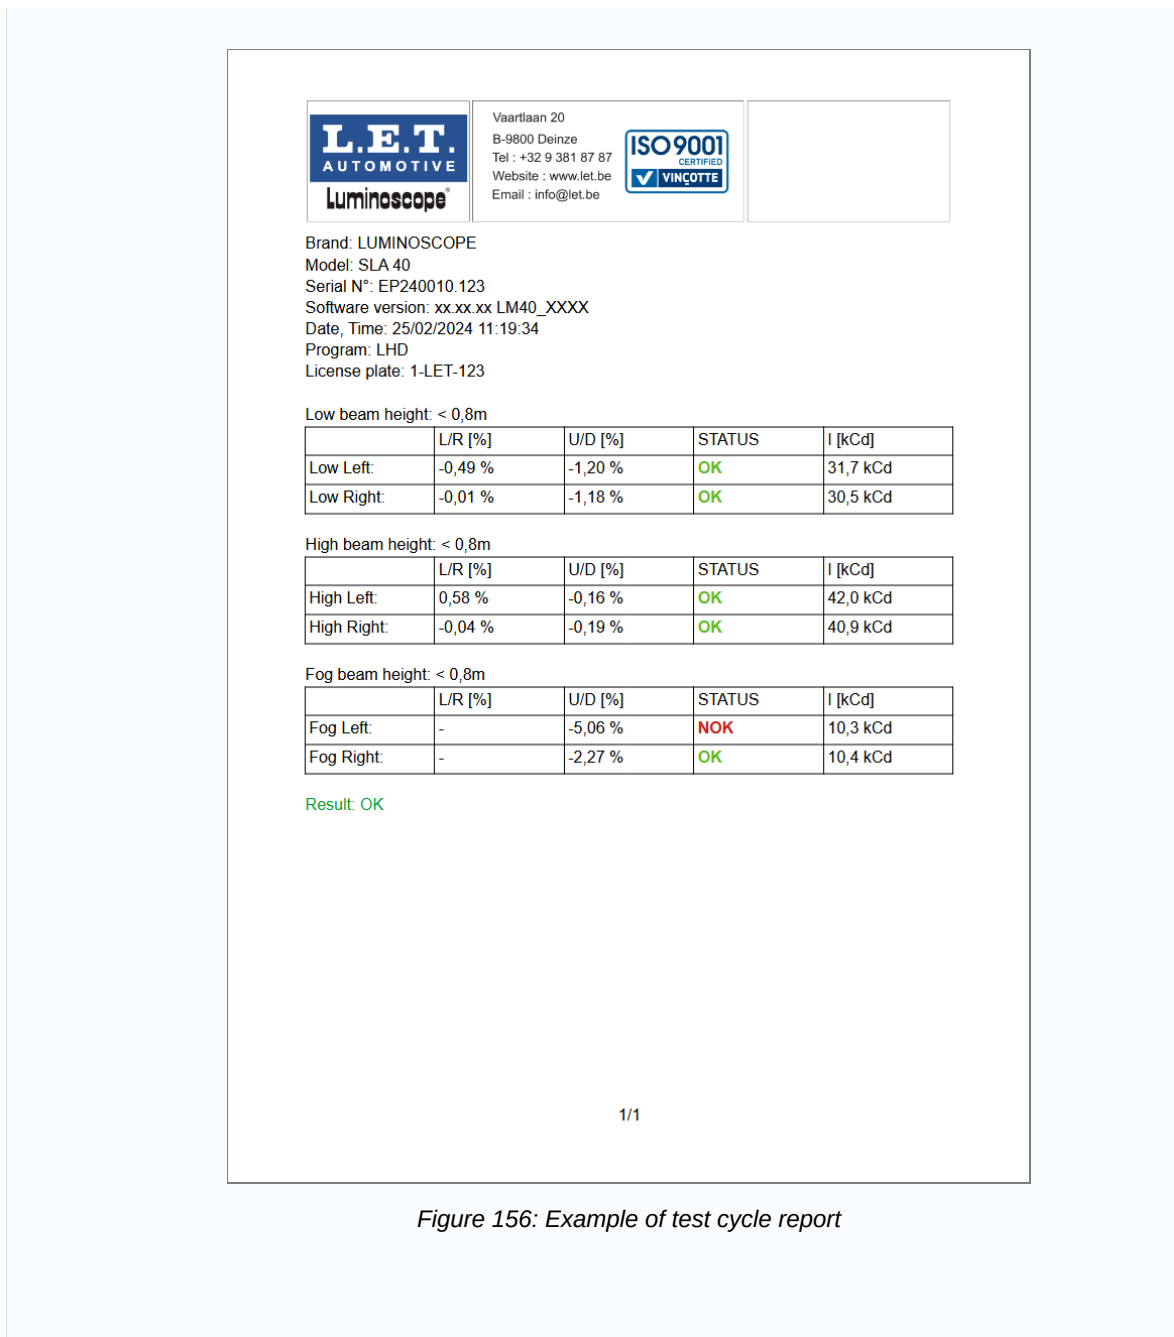 L.E.T.
AUTOMOTIVE
Luminoscope®
Vaartlaan 20
B-9800 Deinze
Tel : +32 9 381 87 87
Website : www.let.be
Email : info@let.be
ISO 9001
CERTIFIED
VINÇOTTE
Brand: LUMINOSCOPE
Model: SLA 40
Serial N°: EP240010.123
Software version: xx.xx.xx LM40_XXXX
Date, Time: 25/02/2024 11:19:34
Program: LHD
License plate: 1-LET-123
Low beam height: < 0,8m
L/R [%] U/D [%] STATUS I [kCd]
Low Left: -0,49 % -1,20 % OK 31,7 kCd
Low Right: -0,01 % -1,18 % OK 30,5 kCd
High beam height: < 0,8m
L/R [%] U/D [%] STATUS I [kCd]
High Left: 0,58 % -0,16 % OK 42,0 kCd
High Right: -0,04 % -0,19 % OK 40,9 kCd
Fog beam height: < 0,8m
L/R [%] U/D [%] STATUS I [kCd]
Fog Left: - -5,06 % NOK 10,3 kCd
Fog Right: - -2,27 % OK 10,4 kCd
Result: OK
1/1
Figure 156: Example of test cycle report